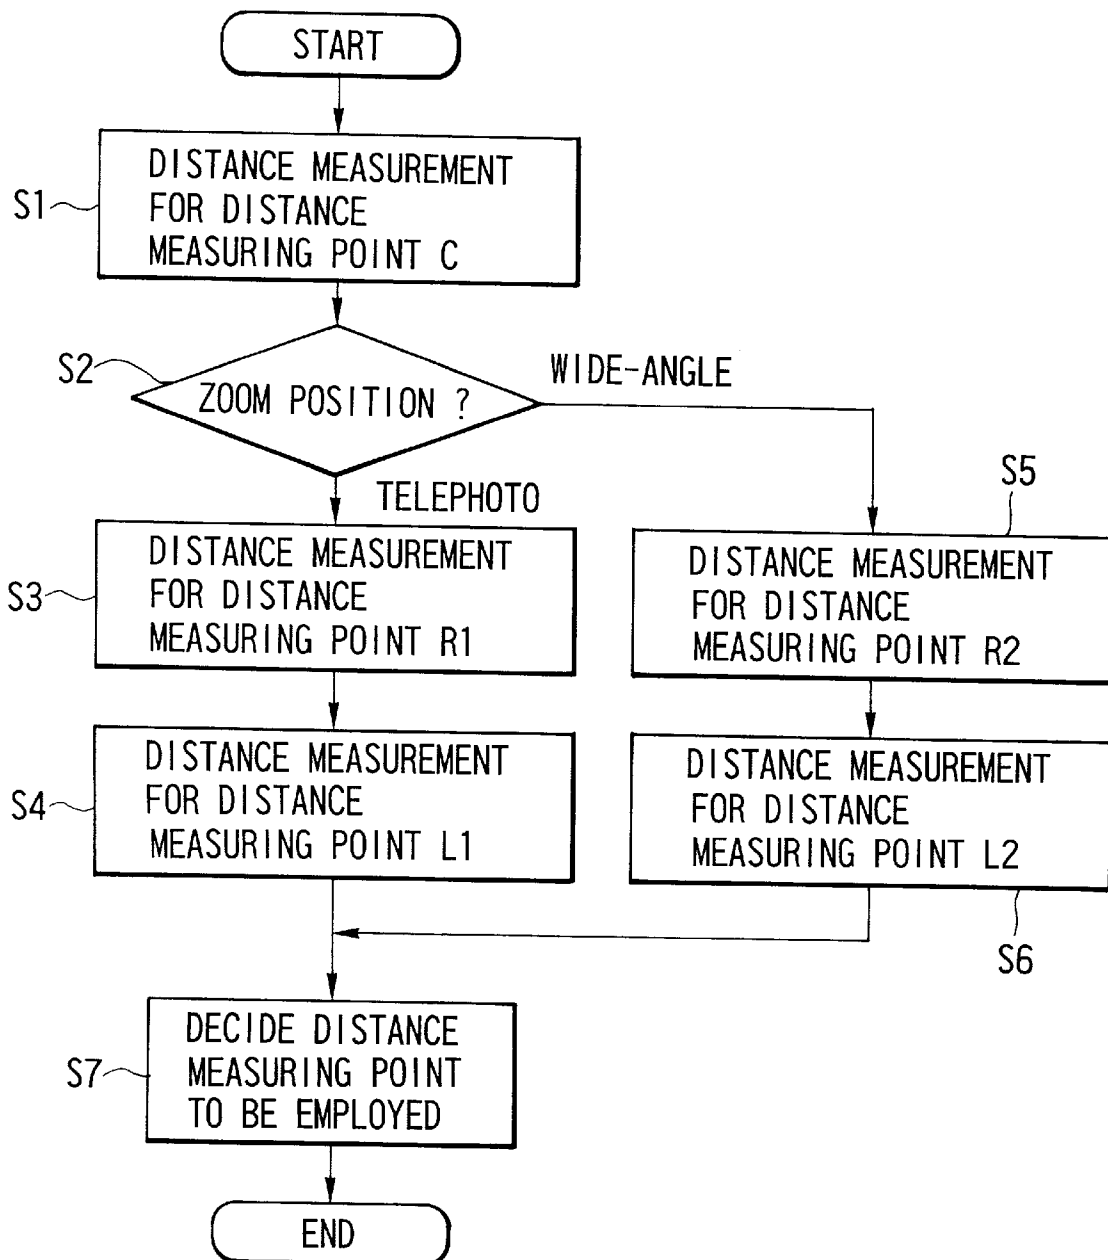 START
S1
DISTANCE MEASUREMENT
FOR DISTANCE
MEASURING POINT C
S2
ZOOM POSITION ?
WIDE-ANGLE
TELEPHOTO
S3
DISTANCE MEASUREMENT
FOR DISTANCE
MEASURING POINT R1
S5
DISTANCE MEASUREMENT
FOR DISTANCE
MEASURING POINT R2
S4
DISTANCE MEASUREMENT
FOR DISTANCE
MEASURING POINT L1
DISTANCE MEASUREMENT
FOR DISTANCE
MEASURING POINT L2
S6
S7
DECIDE DISTANCE
MEASURING POINT
TO BE EMPLOYED
END